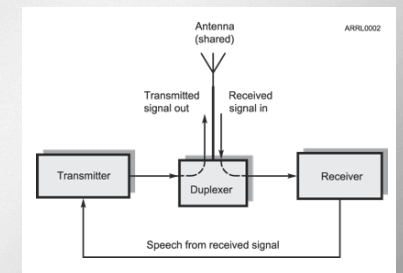 Antenna
(shared)
ARRL0002
Transmitted
signal out
Received
signal in
Transmitter
Duplexer
Receiver
Speech from received signal